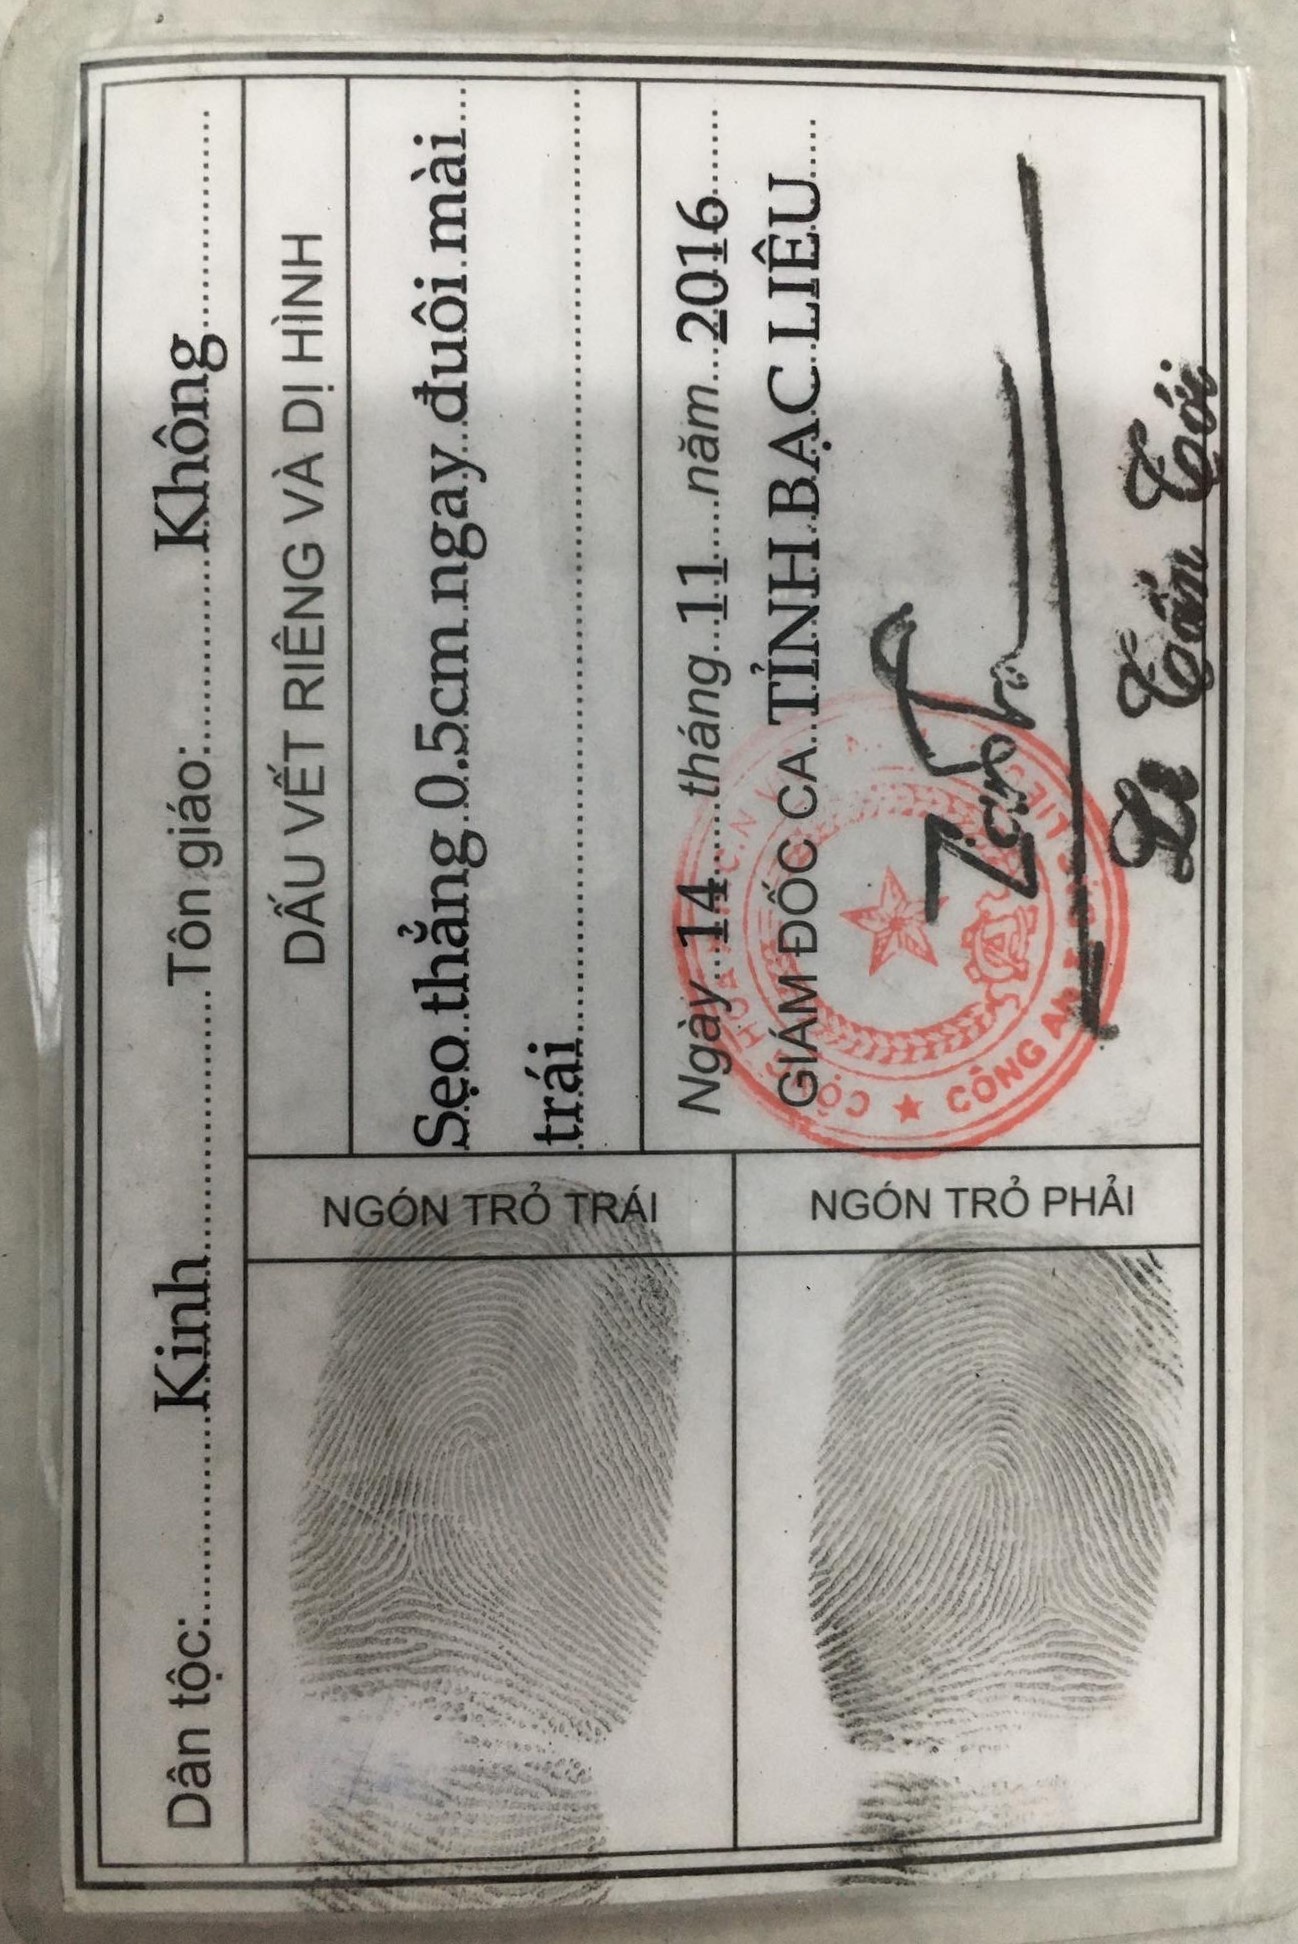 Dân tộc: Kinh Tôn giáo: Không
DẤU VẾT RIÊNG VÀ DỊ HÌNH
Sẹo thẳng 0.5cm ngay đuôi mài
trái
NGÓN TRỎ TRÁI
Ngày 14 tháng 11 năm 2016
GIÁM ĐỐC CA TỈNH BẠC LIÊU
NGÓN TRỎ PHẢI
CÔNG AN
Tấn Tới